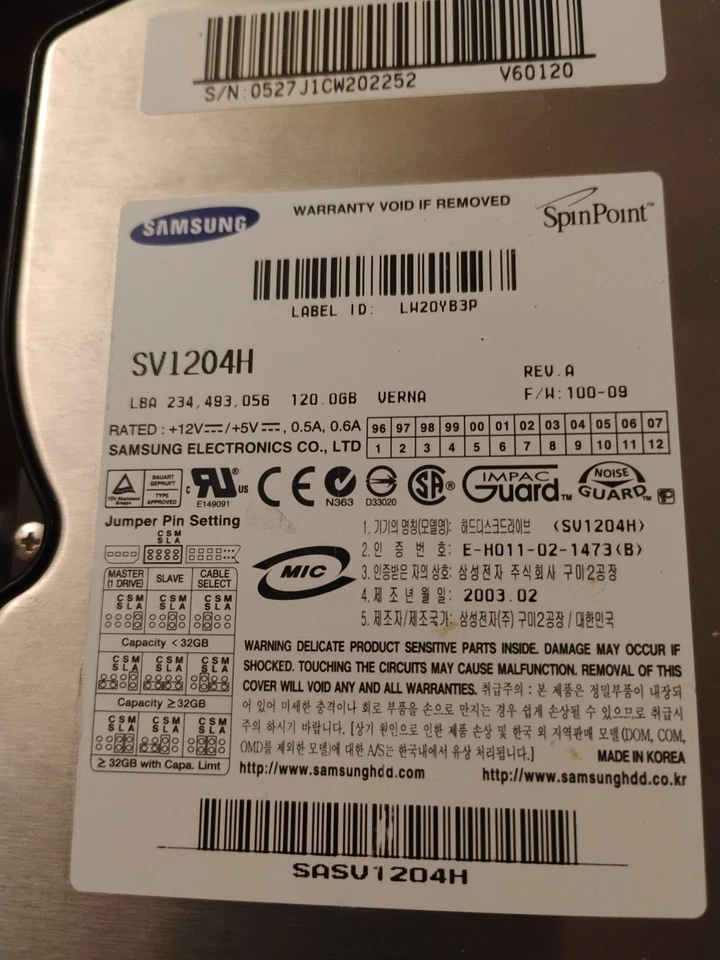 S/N:0527J1CW202252 V60120
SAMSUNG WARRANTY VOID IF REMOVED SpinPoint™
LABEL ID: LW20YB3P
SV1204H REV.A
LBA 234,493,056 120.0GB VERNA F/W:100-09
RATED : +12V⎓/+5V⎓, 0.5A, 0.6A 96 97 98 99 00 01 02 03 04 05 06 07
SAMSUNG ELECTRONICS CO., LTD 1 2 3 4 5 6 7 8 9 10 11 12
BAUART GEPRUFT
TYPE APPROVED
c RU® US
E149091
CE
N363
D33020
SA®
IMPAC Guard™
NOISE GUARD™
Jumper Pin Setting
C S M
S L A
MASTER (1 DRIVE) SLAVE CABLE SELECT
C S M C S M C S M
S L A S L A S L A
Capacity < 32GB
C S M C S M C S M
S L A S L A S L A
Capacity ≥ 32GB
C S M C S M C S M
S L A S L A S L A
≥ 32GB with Capa. Limt
MIC
1. 기기의 명칭(모델명): 하드디스크드라이브 (SV1204H)
2. 인 증 번 호: E-H011-02-1473(B)
3. 인증받은 자의 상호: 삼성전자 주식회사 구미2공장
4. 제 조 년 월 일: 2003.02
5. 제조자/제조국가: 삼성전자(주) 구미2공장 / 대한민국
WARNING DELICATE PRODUCT SENSITIVE PARTS INSIDE. DAMAGE MAY OCCUR IF
SHOCKED. TOUCHING THE CIRCUITS MAY CAUSE MALFUNCTION. REMOVAL OF THIS
COVER WILL VOID ANY AND ALL WARRANTIES. 취급주의 : 본 제품은 정밀부품이 내장되
어 있어 미세한 충격이나 회로 부품을 손으로 만지는 경우 쉽게 손상될 수 있으므로 취급시
주의 하시기 바랍니다. [상기 원인으로 인한 제품 손상 및 한국 외 지역판매 모델(DOM, COM,
OMD를 제외한 모델)에 대한 A/S는 한국내에서 유상 처리됩니다.] MADE IN KOREA
http://www.samsunghdd.com http://www.samsunghdd.co.kr
SASV1204H